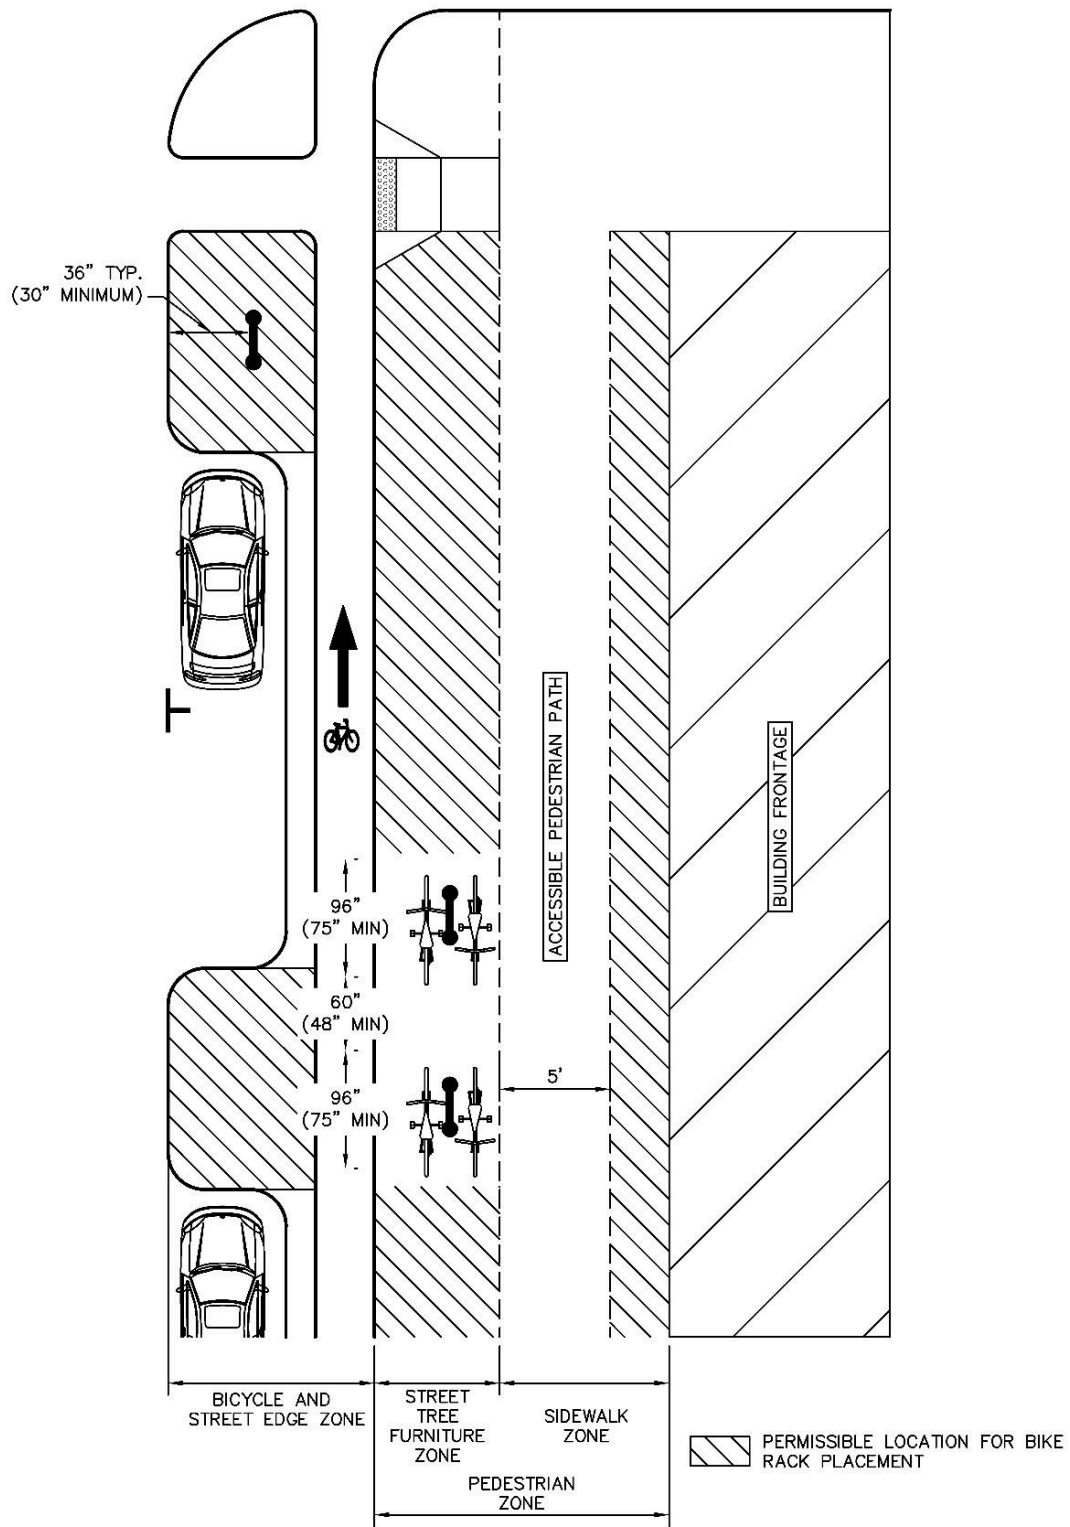 36" TYP.
(30" MINIMUM)
ACCESSIBLE PEDESTRIAN PATH
BUILDING FRONTAGE
96"
(75" MIN)
60"
(48" MIN)
96"
(75" MIN)
5'
BICYCLE AND
STREET EDGE ZONE
STREET
TREE
FURNITURE
ZONE
SIDEWALK
ZONE
PEDESTRIAN
ZONE
PERMISSIBLE LOCATION FOR BIKE
RACK PLACEMENT